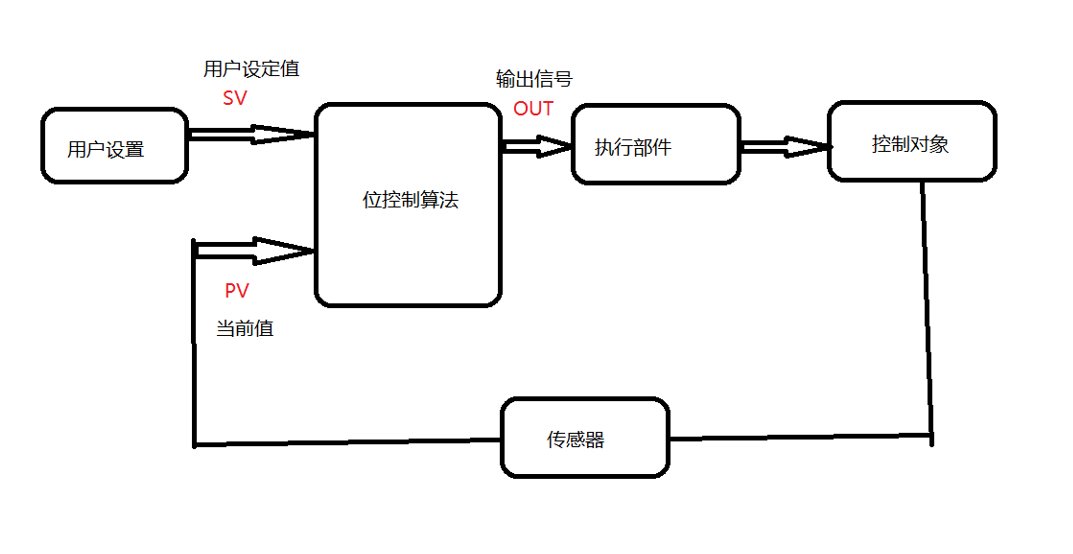 用户设定值
SV
输出信号
OUT
用户设置
位控制算法
执行部件
控制对象
PV
当前值
传感器